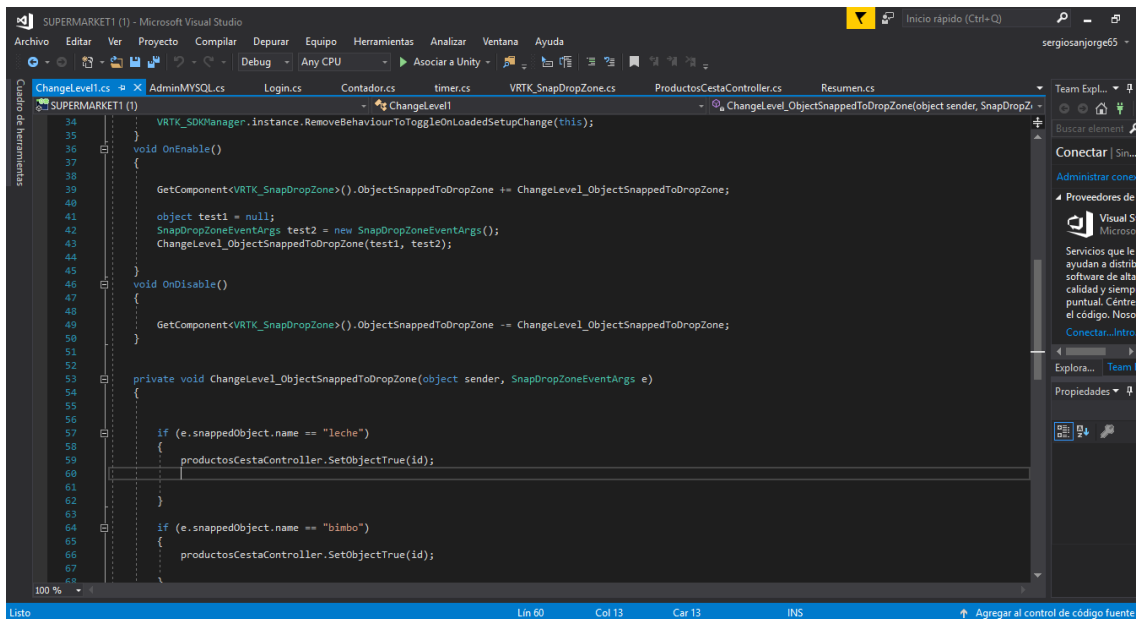 SUPERMARKET1 (1) - Microsoft Visual Studio
Inicio rápido (Ctrl+Q)
Archivo Editar Ver Proyecto Compilar Depurar Equipo Herramientas Analizar Ventana Ayuda
sergiosanjorge65
Debug Any CPU Asociar a Unity
Cuadro de herramientas
ChangeLevel1.cs AdminMYSQL.cs Login.cs Contador.cs timer.cs VRTK_SnapDropZone.cs ProductosCestaController.cs Resumen.cs
SUPERMARKET1 (1) ChangeLevel1 ChangeLevel_ObjectSnappedToDropZone(object sender, SnapDropZ
34 VRTK_SDKManager.instance.RemoveBehaviourToToggleOnLoadedSetupChange(this);
35 }
36 void OnEnable()
37 {
38
39 GetComponent<VRTK_SnapDropZone>().ObjectSnappedToDropZone += ChangeLevel_ObjectSnappedToDropZone;
40
41 object test1 = null;
42 SnapDropZoneEventArgs test2 = new SnapDropZoneEventArgs();
43 ChangeLevel_ObjectSnappedToDropZone(test1, test2);
44
45 }
46 void OnDisable()
47 {
48
49 GetComponent<VRTK_SnapDropZone>().ObjectSnappedToDropZone -= ChangeLevel_ObjectSnappedToDropZone;
50 }
51
52
53 private void ChangeLevel_ObjectSnappedToDropZone(object sender, SnapDropZoneEventArgs e)
54 {
55
56
57 if (e.snappedObject.name == "leche")
58 {
59 productosCestaController.SetObjectTrue(id);
60
61
62 }
63
64 if (e.snappedObject.name == "bimbo")
65 {
66 productosCestaController.SetObjectTrue(id);
67
68 }
100 %
Team Expl...
Buscar element
Conectar | Sin...
Administrar conex
Proveedores de
Visual S
Microso
Servicios que le
ayudan a distrib
software de alta
calidad y siemp
puntual. Céntre
el código. Noso
Conectar...Intro
Explora... Team
Propiedades
Listo Lín 60 Col 13 Car 13 INS Agregar al control de código fuente